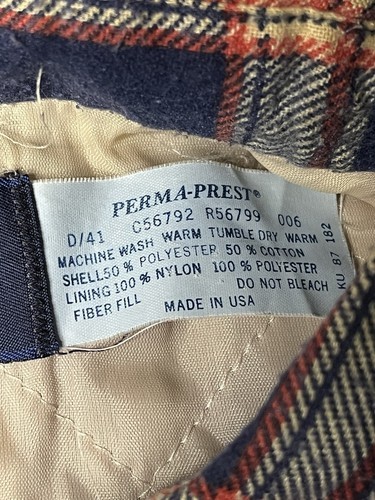 PERMA-PREST®
D/41 C56792 R56799 006
MACHINE WASH WARM TUMBLE DRY WARM
SHELL50 % POLYESTER 50 % COTTON
LINING 100 % NYLON 100 % POLYESTER
FIBER FILL DO NOT BLEACH
MADE IN USA
KU 87 182